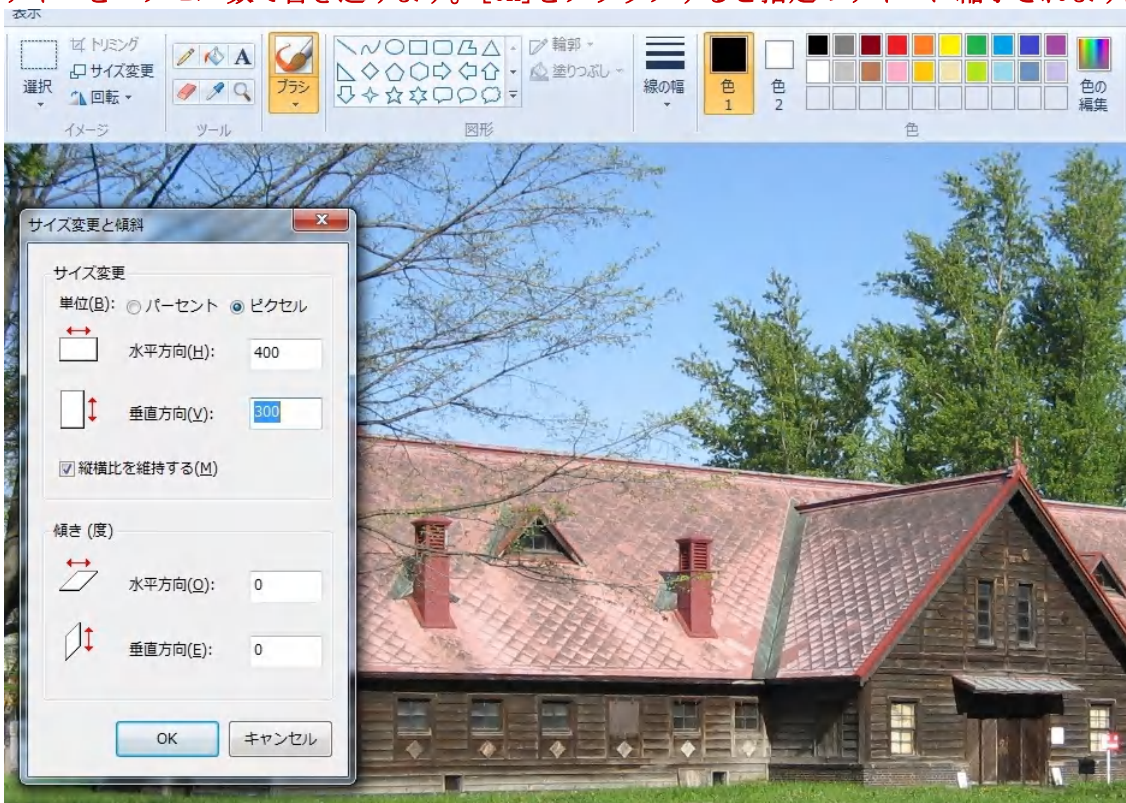 表示
トリミング
サイズ変更
回転
選択
イメージ
A
ツール
ブラシ
輪郭
塗りつぶし
図形
線の幅
色
1
色
2
色の
編集
色
サイズ変更と傾斜
サイズ変更
単位(B): パーセント ピクセル
水平方向(H): 400
垂直方向(V): 300
縦横比を維持する(M)
傾き (度)
水平方向(O): 0
垂直方向(E): 0
OK キャンセル